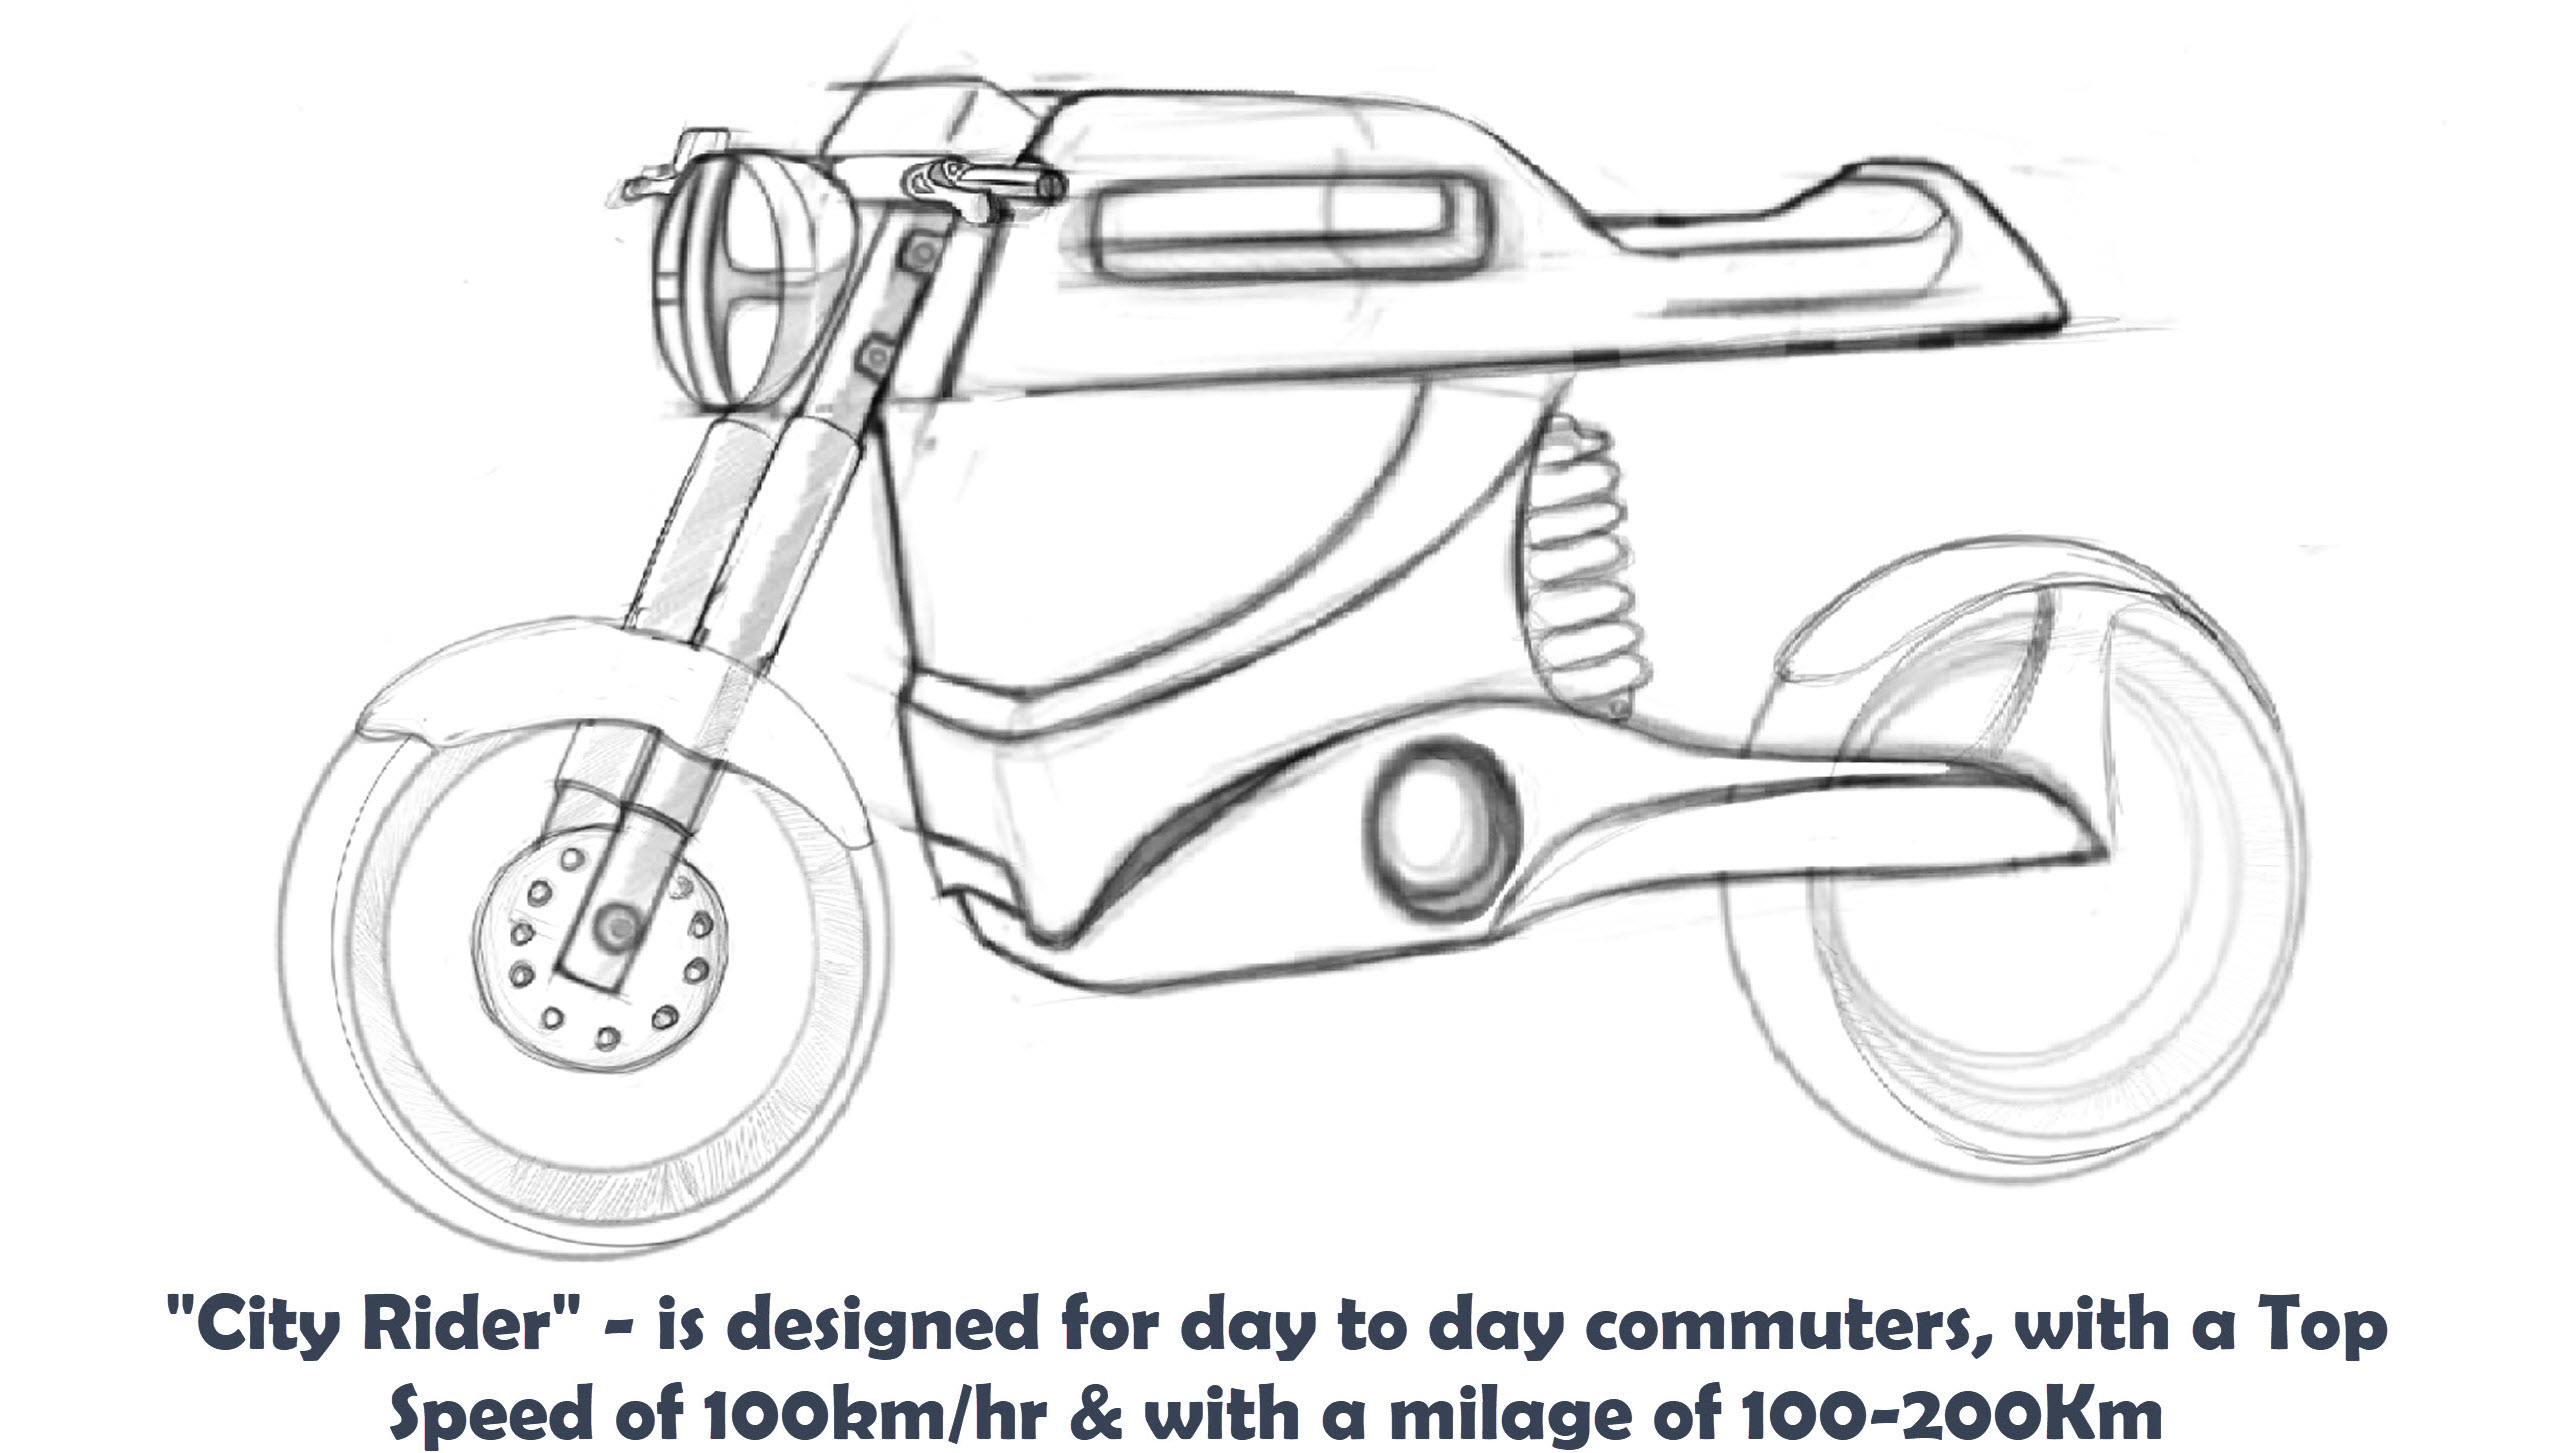 "City Rider" - is designed for day to day commuters, with a Top
Speed of 100km/hr & with a milage of 100-200Km